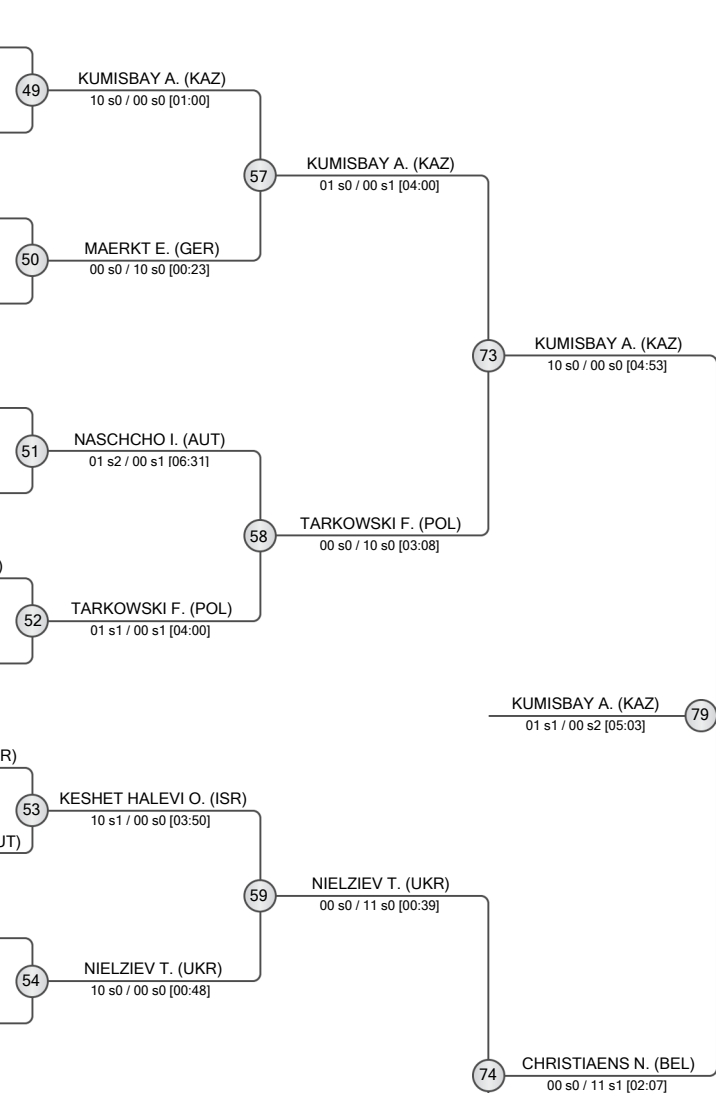 49
KUMISBAY A. (KAZ)
10 s0 / 00 s0 [01:00]
57
KUMISBAY A. (KAZ)
01 s0 / 00 s1 [04:00]
50
MAERKT E. (GER)
00 s0 / 10 s0 [00:23]
73
KUMISBAY A. (KAZ)
10 s0 / 00 s0 [04:53]
51
NASCHCHO I. (AUT)
01 s2 / 00 s1 [06:31]
58
TARKOWSKI F. (POL)
00 s0 / 10 s0 [03:08]
)
52
TARKOWSKI F. (POL)
01 s1 / 00 s1 [04:00]
KUMISBAY A. (KAZ)
01 s1 / 00 s2 [05:03]
79
R)
53
KESHET HALEVI O. (ISR)
10 s1 / 00 s0 [03:50]
UT)
59
NIELZIEV T. (UKR)
00 s0 / 11 s0 [00:39]
54
NIELZIEV T. (UKR)
10 s0 / 00 s0 [00:48]
74
CHRISTIAENS N. (BEL)
00 s0 / 11 s1 [02:07]